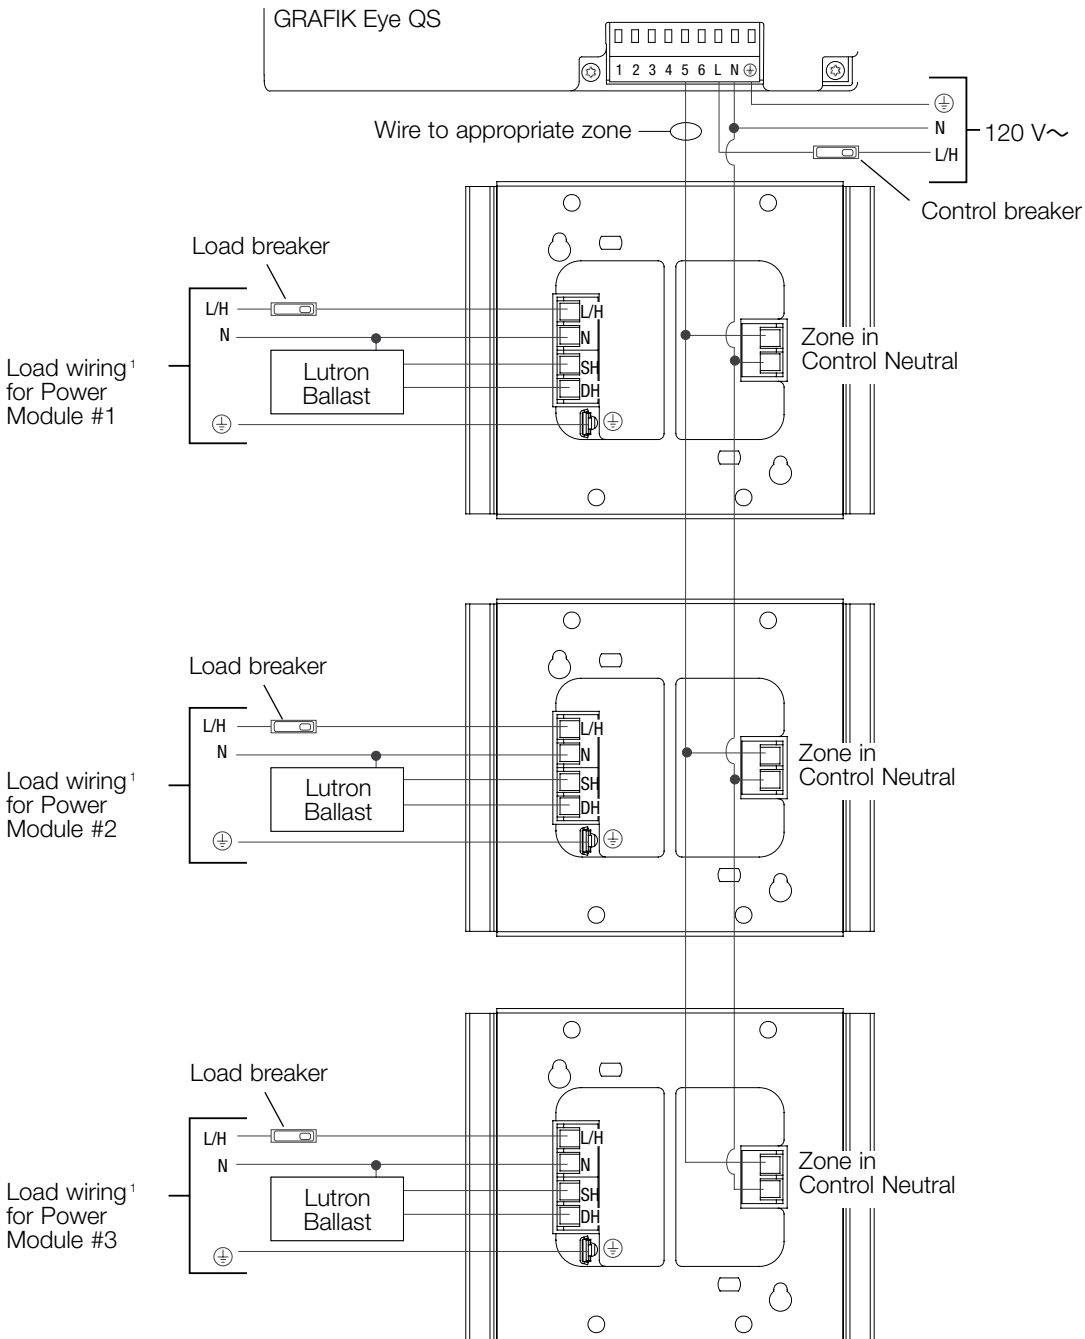 GRAFIK Eye QS
1 2 3 4 5 6 L N
Wire to appropriate zone
N
L/H
120 V~
Control breaker
Load breaker
L/H
N
Load wiring¹
for Power
Module #1
Lutron
Ballast
L/H
N
SH
DH
Zone in
Control Neutral
Load breaker
L/H
N
Load wiring¹
for Power
Module #2
Lutron
Ballast
L/H
N
SH
DH
Zone in
Control Neutral
Load breaker
L/H
N
Load wiring¹
for Power
Module #3
Lutron
Ballast
L/H
N
SH
DH
Zone in
Control Neutral